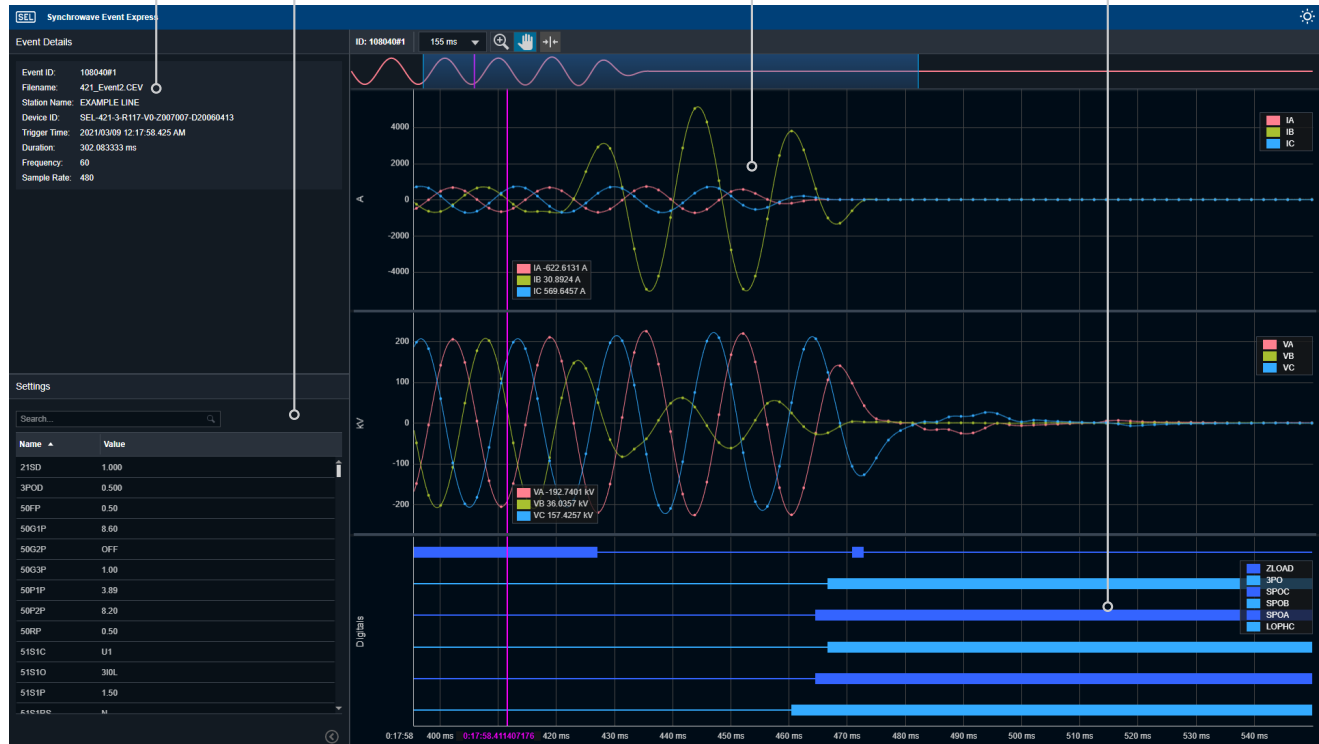 SEL Synchrowave Event Express
Event Details
Event ID: 108040#1
Filename: 421_Event2.CEV
Station Name: EXAMPLE LINE
Device ID: SEL-421-3-R117-V0-Z007007-D20060413
Trigger Time: 2021/03/09 12:17:58.425 AM
Duration: 302.083333 ms
Frequency: 60
Sample Rate: 480
Settings
Search...
Name Value
21SD 1.000
3POD 0.500
50FP 0.50
50G1P 8.60
50G2P OFF
50G3P 1.00
50P1P 3.89
50P2P 8.20
50RP 0.50
51S1C U1
51S1O 3I0L
51S1P 1.50
51S1RS N
ID: 108040#1 155 ms
4000
2000
0
-2000
-4000
A
IA
IB
IC
IA -622.6131 A
IB 30.8924 A
IC 569.6457 A
200
100
0
-100
-200
kV
VA
VB
VC
VA -192.7401 kV
VB 36.0357 kV
VC 157.4257 kV
Digitals
ZLOAD
3PO
SPOC
SPOB
SPOA
LOPHC
0:17:58 400 ms 0:17:58.411407176 420 ms 430 ms 440 ms 450 ms 460 ms 470 ms 480 ms 490 ms 500 ms 510 ms 520 ms 530 ms 540 ms